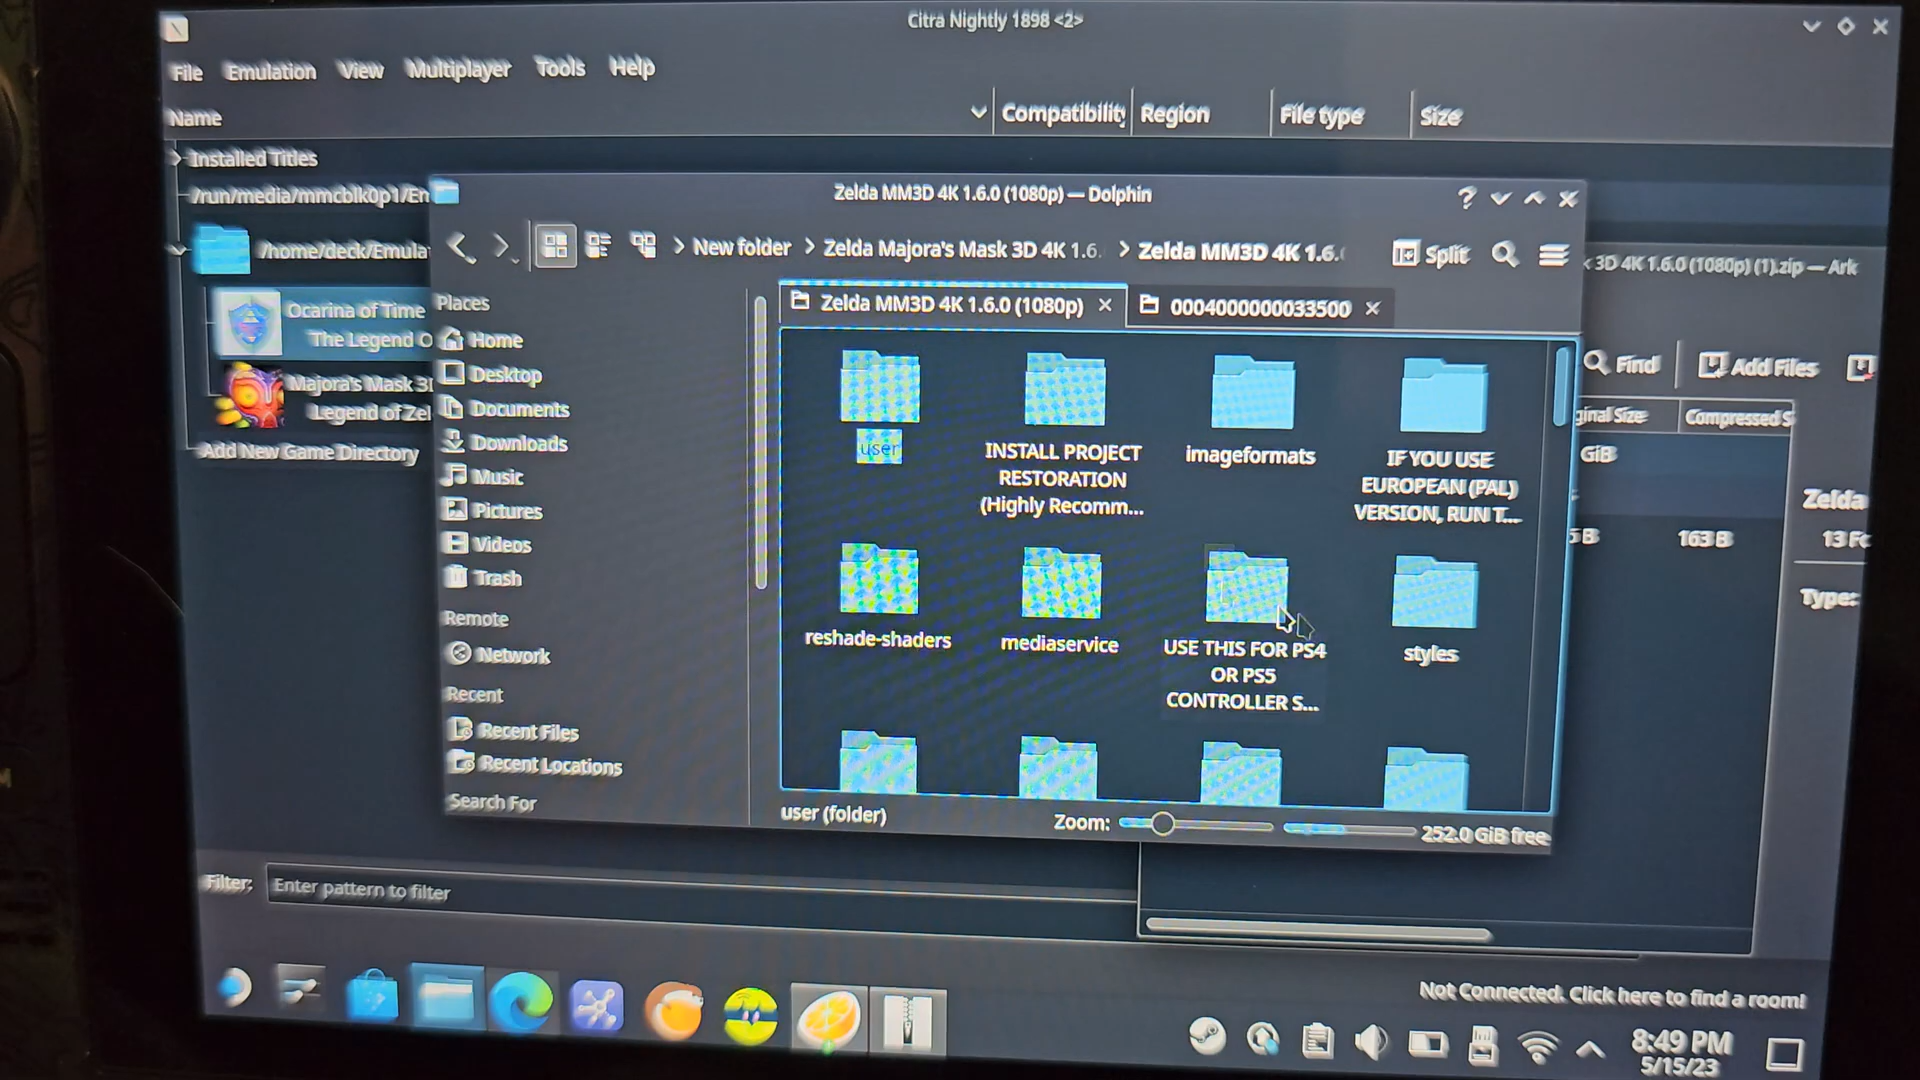 Citra Nightly 1898 <2>
File Emulation View Multiplayer Tools Help
Name Compatibility Region File type Size
Installed Titles
/run/media/mmcblk0p1/En
/home/deck/Emula
Ocarina of Time
The Legend O
Majora's Mask 3D
Legend of Zel
Add New Game Directory
Zelda MM3D 4K 1.6.0 (1080p) — Dolphin
New folder > Zelda Majora's Mask 3D 4K 1.6. > Zelda MM3D 4K 1.6.
Split
Zelda MM3D 4K 1.6.0 (1080p)
0004000000033500
Places
Home
Desktop
Documents
Downloads
Music
Pictures
Videos
Trash
Remote
Network
Recent
Recent Files
Recent Locations
Search For
user
INSTALL PROJECT
RESTORATION
(Highly Recomm...
imageformats
IF YOU USE
EUROPEAN (PAL)
VERSION, RUN T...
reshade-shaders
mediaservice
USE THIS FOR PS4
OR PS5
CONTROLLER S...
styles
user (folder)
Zoom:
252.0 GiB free
3D 4K 1.6.0 (1080p) (1).zip — Ark
Find
Add Files
ginal Size
Compressed S
GiB
B
163 B
Zelda
13 Fo
Type:
Filter:
Enter pattern to filter
Not Connected. Click here to find a room!
8:49 PM
5/15/23